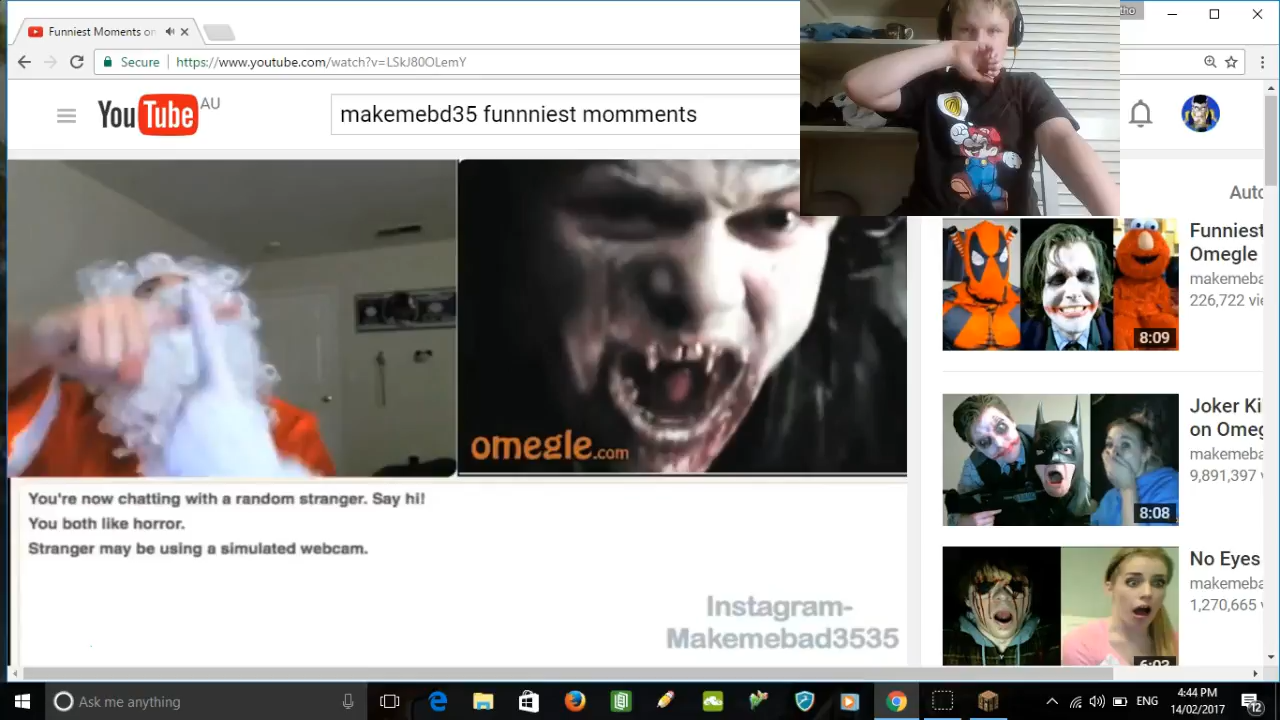 Funniest Moments on
tho
Secure
https://www.youtube.com/watch?v=LSkJ80OLemY
YouTube AU
makemebd35 funnniest momments
Auto
Funniest
Omegle
makemebad
226,722 vie
8:09
Joker Ki
on Omeg
makemeba
9,891,397
8:08
No Eyes
makemeba
1,270,665
omegle.com
You're now chatting with a random stranger. Say hi!
You both like horror.
Stranger may be using a simulated webcam.
Instagram-
Makemebad3535
Ask me anything
ENG
4:44 PM
14/02/2017
12